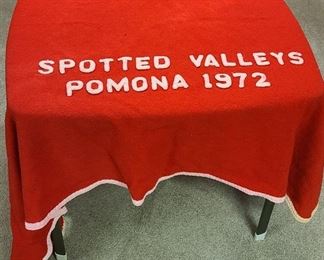 SPOTTED VALLEYS
POMONA 1972